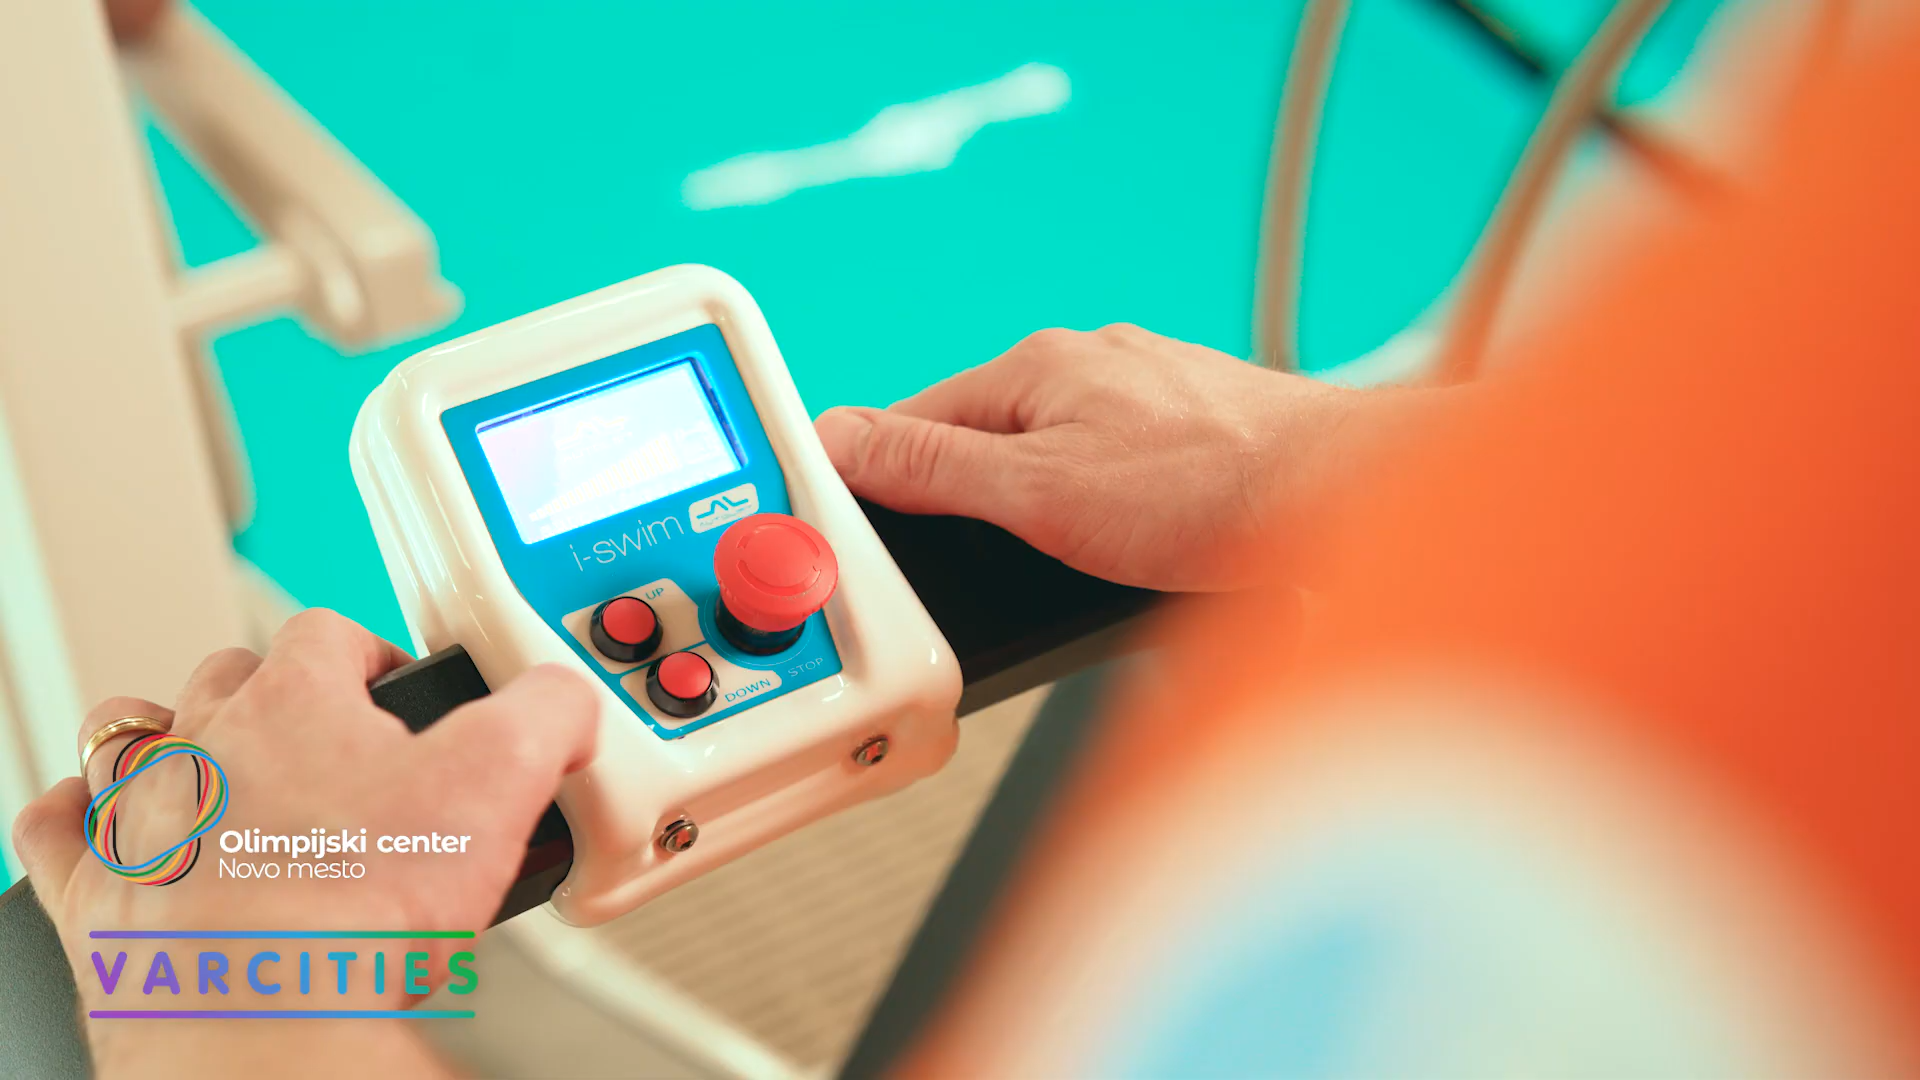 i-swim
UP
DOWN
STOP
Olimpijski center
Novo mesto
VARCITIES